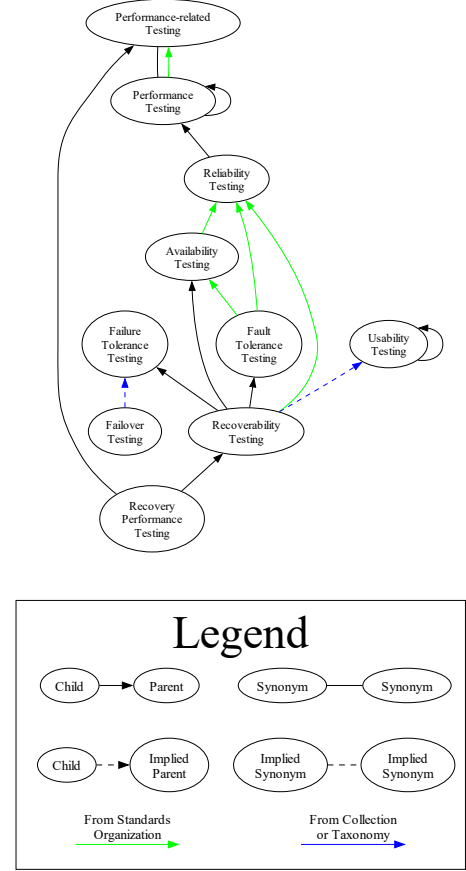 Performance-related
Testing
Performance
Testing
Reliability
Testing
Availability
Testing
Failure
Tolerance
Testing
Fault
Tolerance
Testing
Usability
Testing
Failover
Testing
Recoverability
Testing
Recovery
Performance
Testing
Legend
Child
Parent
Synonym
Synonym
Child
Implied
Parent
Implied
Synonym
Implied
Synonym
From Standards
Organization
From Collection
or Taxonomy